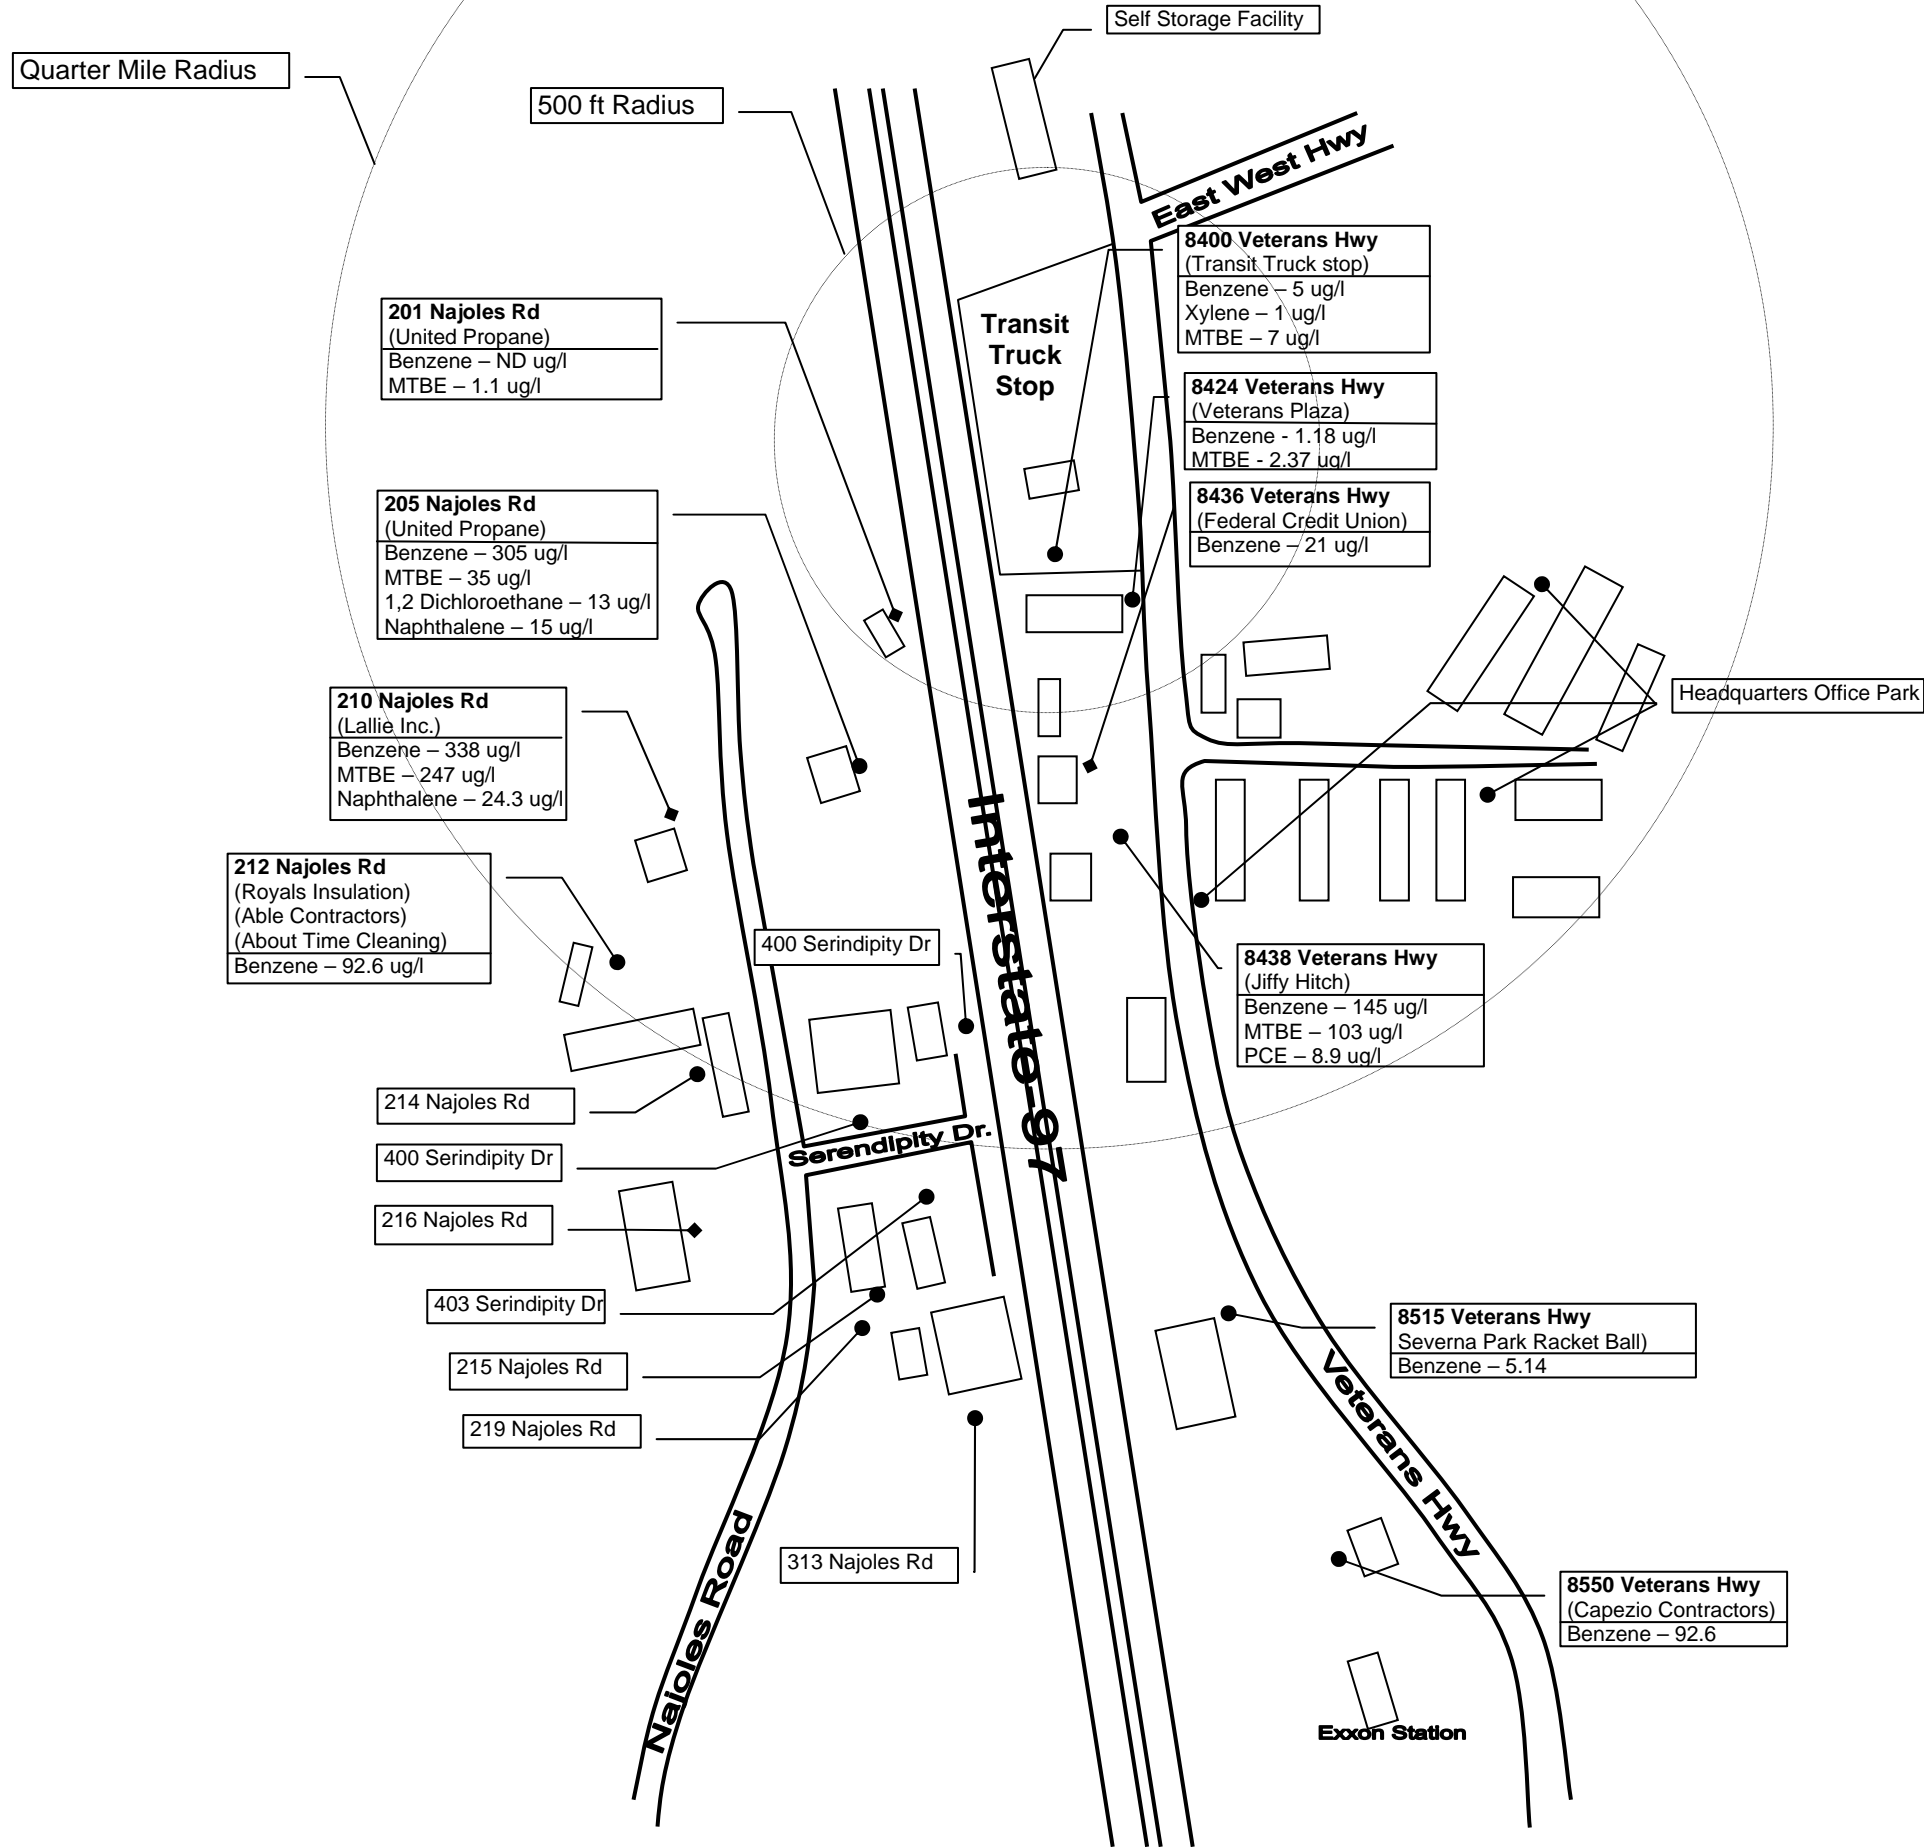 Self Storage Facility
Quarter Mile Radius
500 ft Radius
East West Hwy
8400 Veterans Hwy
(Transit Truck stop)
Benzene – 5 ug/l
Xylene – 1 ug/l
MTBE – 7 ug/l
201 Najoles Rd
(United Propane)
Benzene – ND ug/l
MTBE – 1.1 ug/l
Transit
Truck
Stop
8424 Veterans Hwy
(Veterans Plaza)
Benzene - 1.18 ug/l
MTBE - 2.37 ug/l
205 Najoles Rd
(United Propane)
Benzene – 305 ug/l
MTBE – 35 ug/l
1,2 Dichloroethane – 13 ug/l
Naphthalene – 15 ug/l
8436 Veterans Hwy
(Federal Credit Union)
Benzene – 21 ug/l
Headquarters Office Park
210 Najoles Rd
(Lallie Inc.)
Benzene – 338 ug/l
MTBE – 247 ug/l
Naphthalene – 24.3 ug/l
Interstate-97
212 Najoles Rd
(Royals Insulation)
(Able Contractors)
(About Time Cleaning)
Benzene – 92.6 ug/l
400 Serindipity Dr
8438 Veterans Hwy
(Jiffy Hitch)
Benzene – 145 ug/l
MTBE – 103 ug/l
PCE – 8.9 ug/l
214 Najoles Rd
Serendipity Dr.
400 Serindipity Dr
216 Najoles Rd
403 Serindipity Dr
8515 Veterans Hwy
Severna Park Racket Ball)
Benzene – 5.14
215 Najoles Rd
219 Najoles Rd
Veterans Hwy
313 Najoles Rd
Najoles Road
8550 Veterans Hwy
(Capezio Contractors)
Benzene – 92.6
Exxon Station